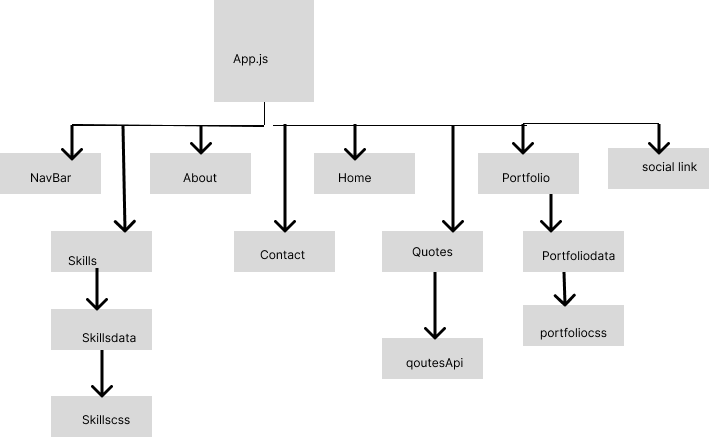 App.js
NavBar
About
Home
Portfolio
social link
Skills
Contact
Quotes
Portfoliodata
Skillsdata
qoutesApi
portfoliocss
Skillscss